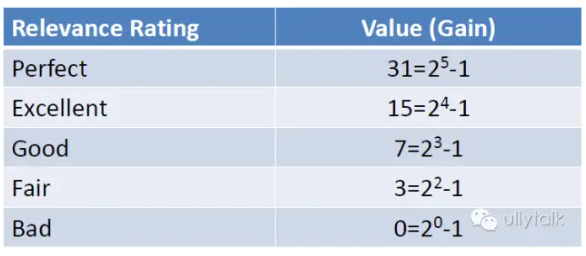 Relevance Rating Value (Gain)
Perfect 31=2⁵-1
Excellent 15=2⁴-1
Good 7=2³-1
Fair 3=2²-1
Bad 0=2⁰-1
ullytalk